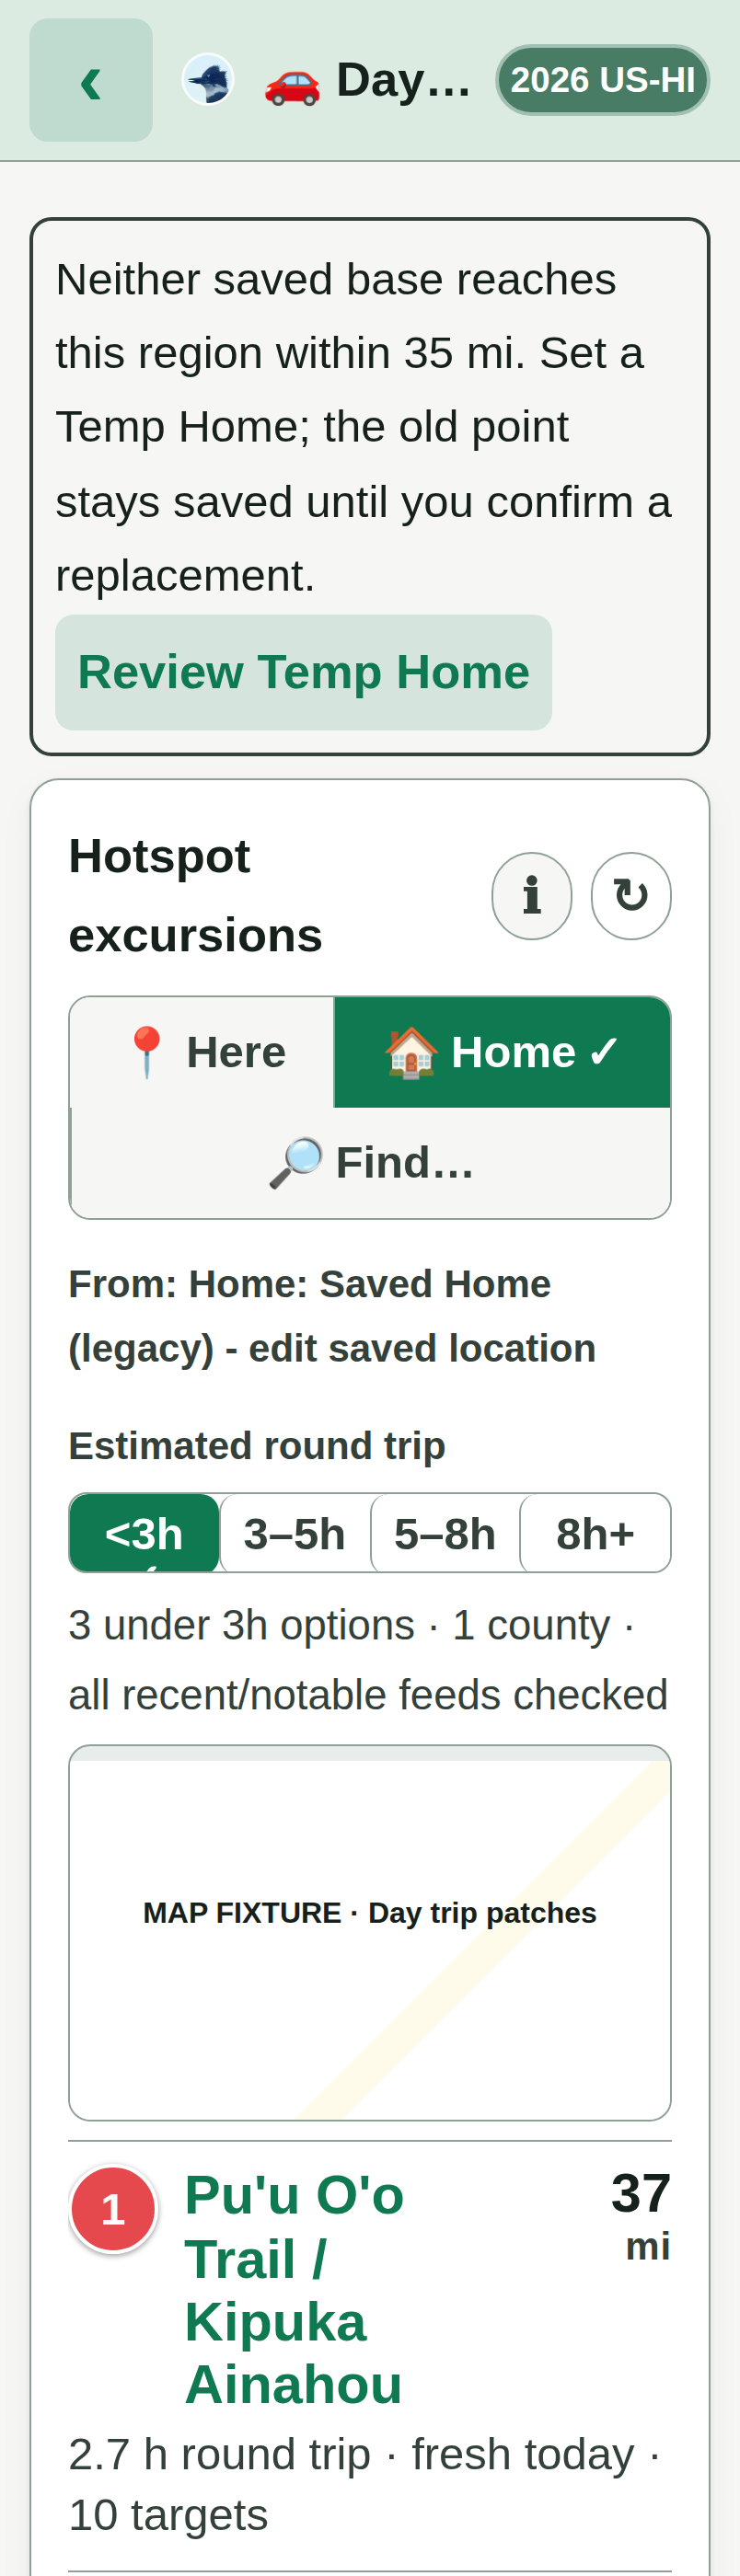 ‹ 🚗 Day… 2026 US-HI
Neither saved base reaches
this region within 35 mi. Set a
Temp Home; the old point
stays saved until you confirm a
replacement.
Review Temp Home
Hotspot
excursions
ℹ ↻
📍 Here 🏠 Home ✓
🔎 Find…
From: Home: Saved Home
(legacy) - edit saved location
Estimated round trip
<3h 3–5h 5–8h 8h+
3 under 3h options · 1 county ·
all recent/notable feeds checked
MAP FIXTURE · Day trip patches
1 Pu'u O'o 37
Trail / mi
Kipuka
Ainahou
2.7 h round trip · fresh today ·
10 targets